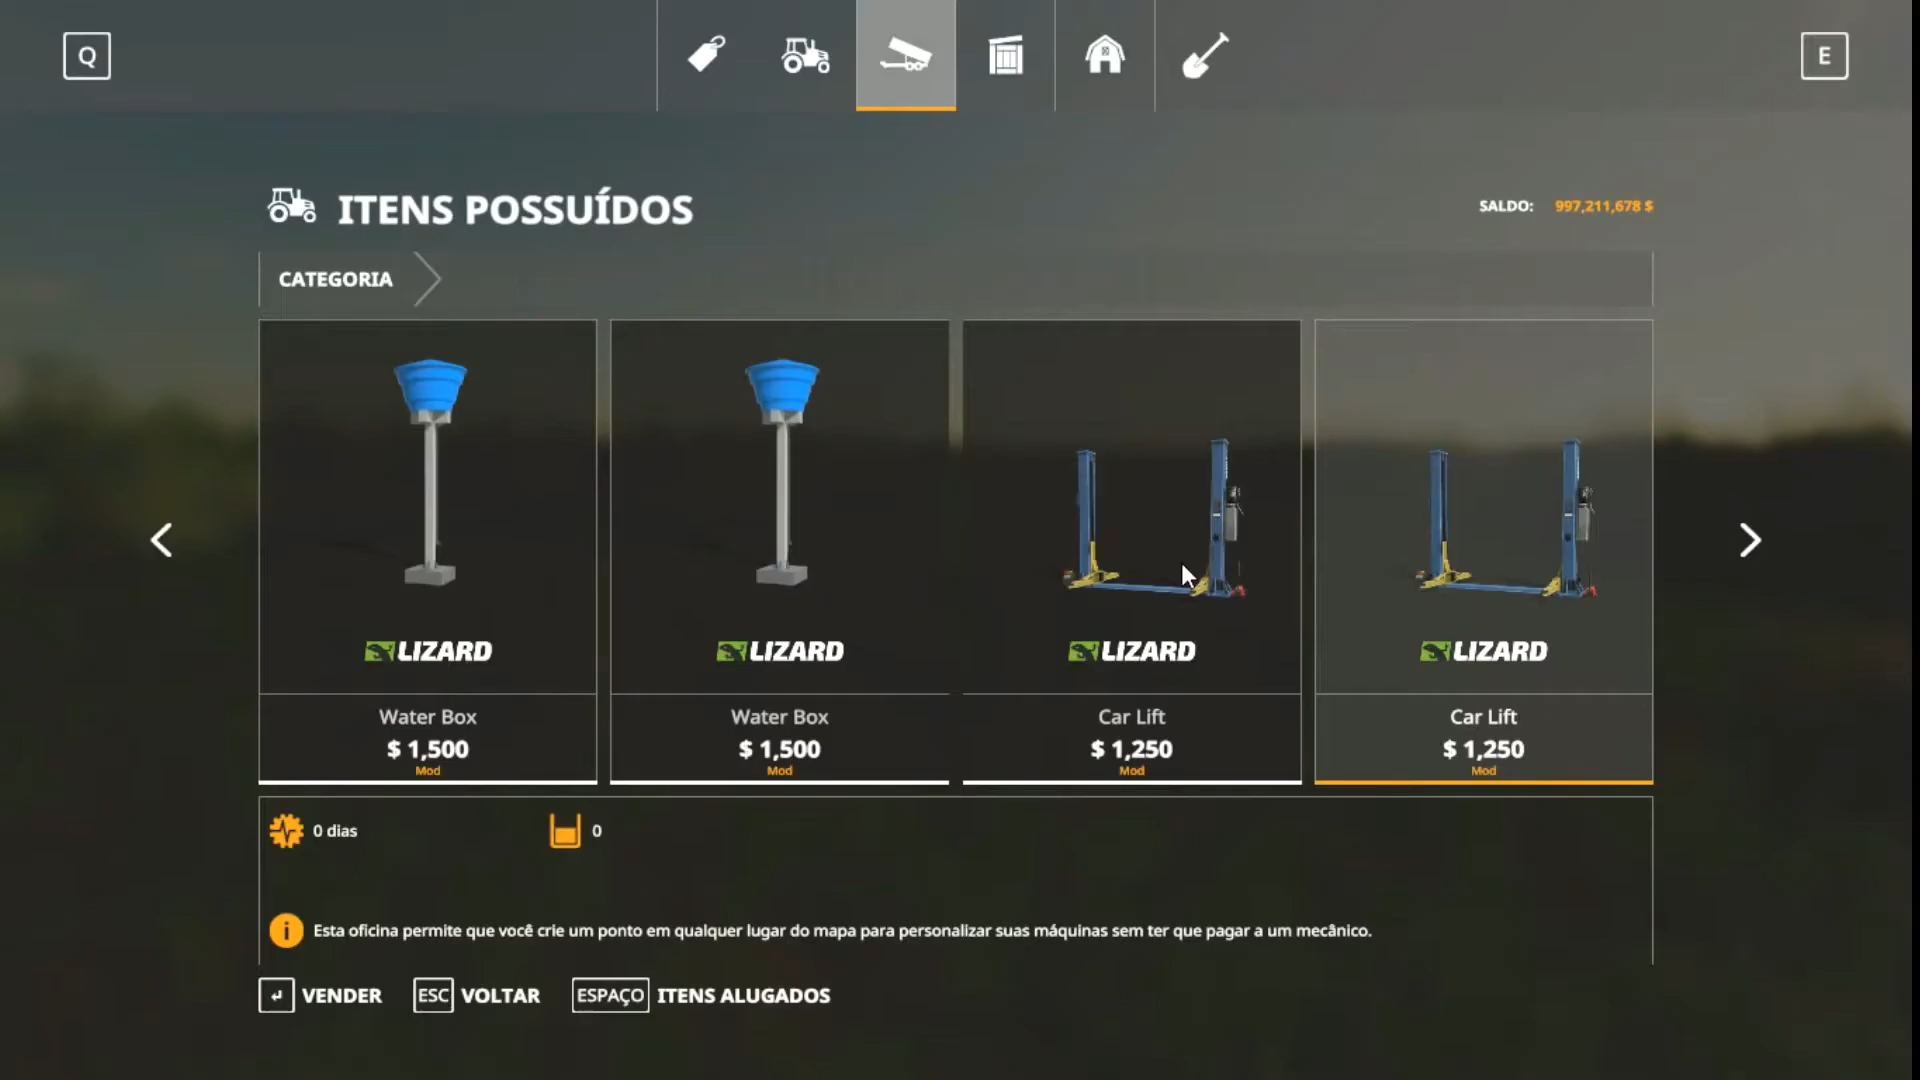 Q
E
ITENS POSSUÍDOS
SALDO: 997,211,678 $
CATEGORIA
LIZARD
LIZARD
LIZARD
LIZARD
Water Box
$ 1,500
Mod
Water Box
$ 1,500
Mod
Car Lift
$ 1,250
Mod
Car Lift
$ 1,250
Mod
0 dias
0
Esta oficina permite que você crie um ponto em qualquer lugar do mapa para personalizar suas máquinas sem ter que pagar a um mecânico.
↵ VENDER ESC VOLTAR ESPAÇO ITENS ALUGADOS